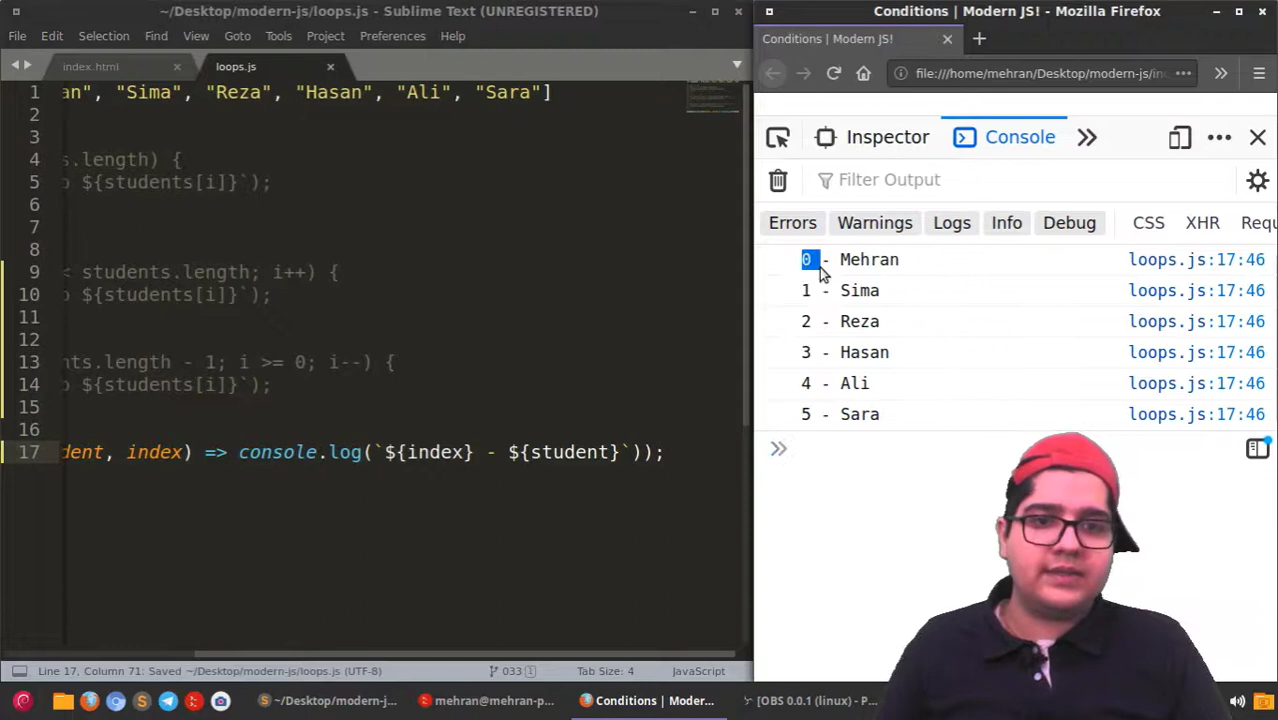 ~/Desktop/modern-js/loops.js - Sublime Text (UNREGISTERED)
File Edit Selection Find View Goto Tools Project Preferences Help
index.html
loops.js
1 an", "Sima", "Reza", "Hasan", "Ali", "Sara"]
2
3
4 s.length) {
5 o ${students[i]}`);
6
7
8
9 < students.length; i++) {
10 o ${students[i]}`);
11
12
13 nts.length - 1; i >= 0; i--) {
14 o ${students[i]}`);
15
16
17 dent, index) => console.log(`${index} - ${student}`));
Line 17, Column 71: Saved ~/Desktop/modern-js/loops.js (UTF-8)
033 1
Tab Size: 4
JavaScript
Conditions | Modern JS! - Mozilla Firefox
Conditions | Modern JS!
file:///home/mehran/Desktop/modern-js/in
Inspector Console
Filter Output
Errors Warnings Logs Info Debug CSS XHR Requ
0 - Mehran loops.js:17:46
1 - Sima loops.js:17:46
2 - Reza loops.js:17:46
3 - Hasan loops.js:17:46
4 - Ali loops.js:17:46
5 - Sara loops.js:17:46
~/Desktop/modern-j...
mehran@mehran-p...
Conditions | Moder...
[OBS 0.0.1 (linux) - P...